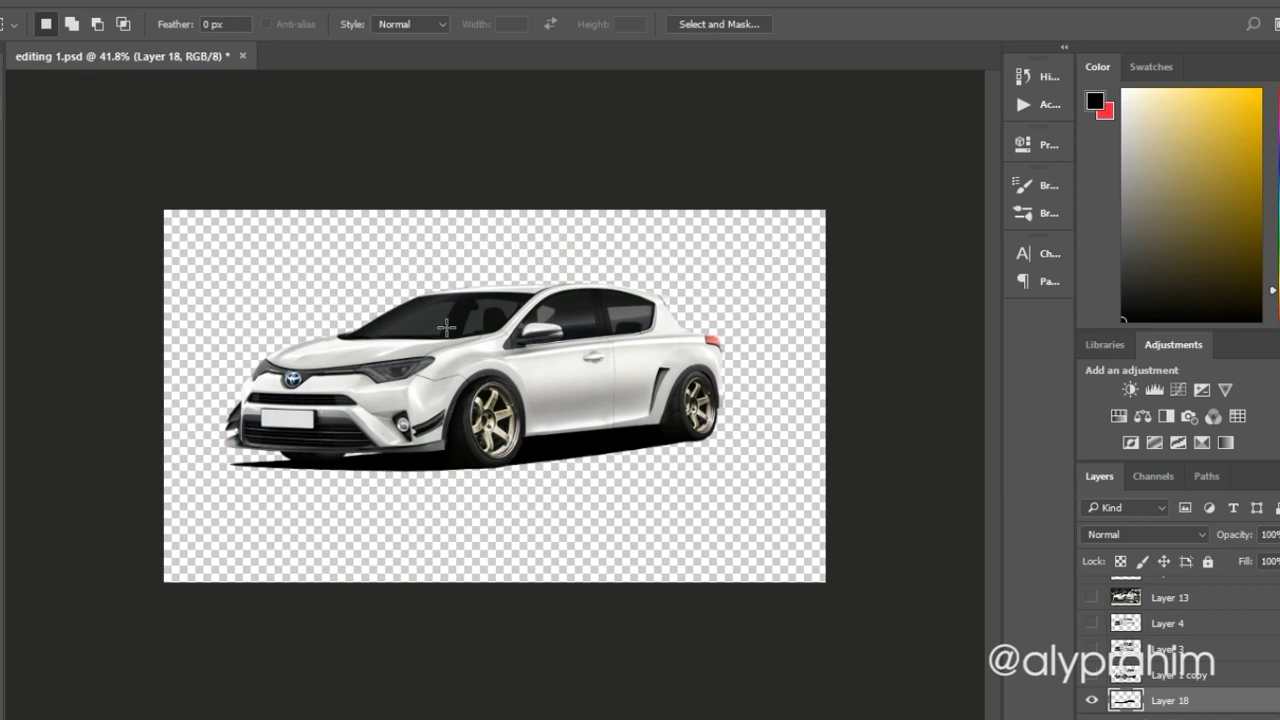 Feather: 0 px Anti-alias Style: Normal Width: Height: Select and Mask...
editing 1.psd @ 41.8% (Layer 18, RGB/8) * ×
Hi...
Ac...
Pr...
Br...
Br...
Ch...
Pa...
Color Swatches
Libraries Adjustments
Add an adjustment
Layers Channels Paths
Kind
Normal Opacity: 100%
Lock: Fill: 100%
Layer 13
Layer 4
Layer 3
Layer 1 copy
Layer 18
@alyprahim